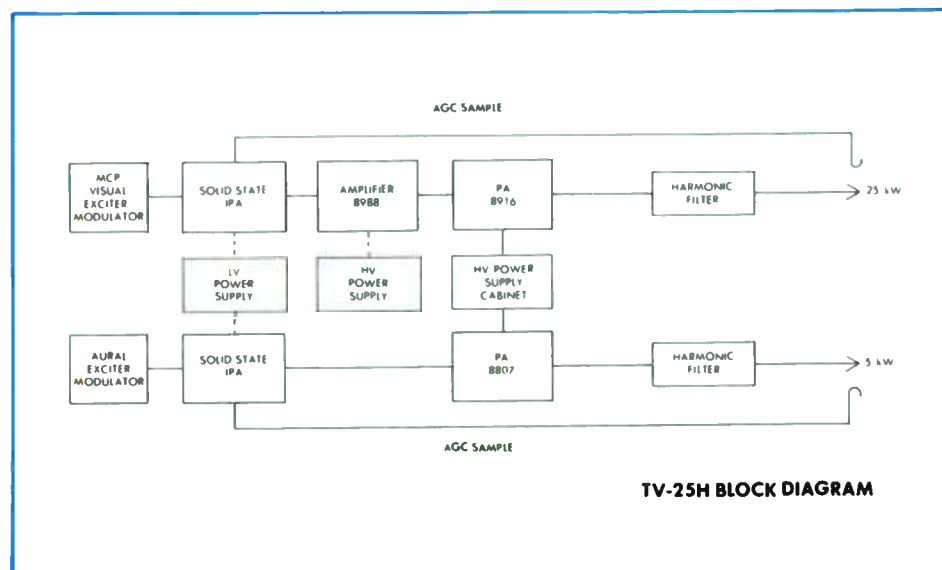 AGC SAMPLE
MCP
VISUAL
EXCITER
MODULATOR
SOLID STATE
IPA
AMPLIFIER
8988
PA
8916
HARMONIC
FILTER
25 kW
LV
POWER
SUPPLY
HV
POWER
SUPPLY
HV POWER
SUPPLY
CABINET
AURAL
EXCITER
MODULATOR
SOLID STATE
IPA
PA
8807
HARMONIC
FILTER
5 kW
AGC SAMPLE
TV-25H BLOCK DIAGRAM